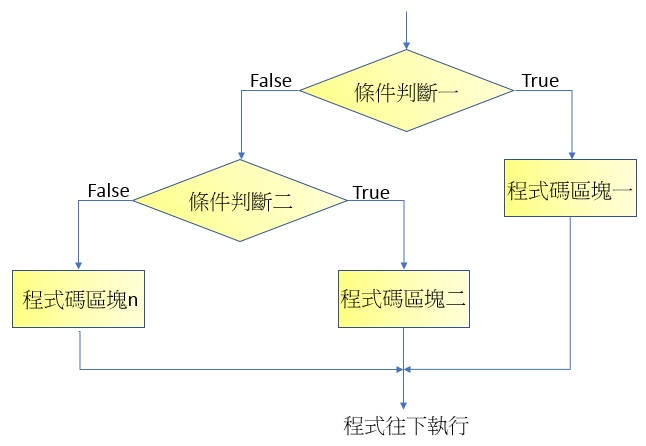 False
True
條件判斷一
False
True
條件判斷二
程式碼區塊一
程式碼區塊n
程式碼區塊二
程式往下執行